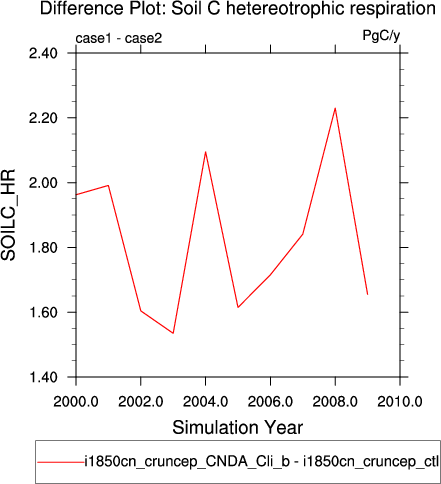 Difference Plot: Soil C hetereotrophic respiration
case1 - case2
PgC/y
2.40
2.20
2.00
1.80
1.60
1.40
SOILC_HR
2000.0 2002.0 2004.0 2006.0 2008.0 2010.0
Simulation Year
i1850cn_cruncep_CNDA_Cli_b - i1850cn_cruncep_ctl